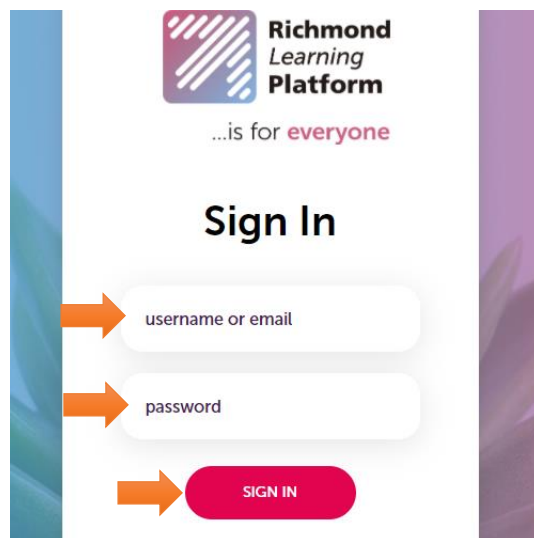 Richmond
Learning
Platform
...is for everyone
Sign In
username or email
password
SIGN IN